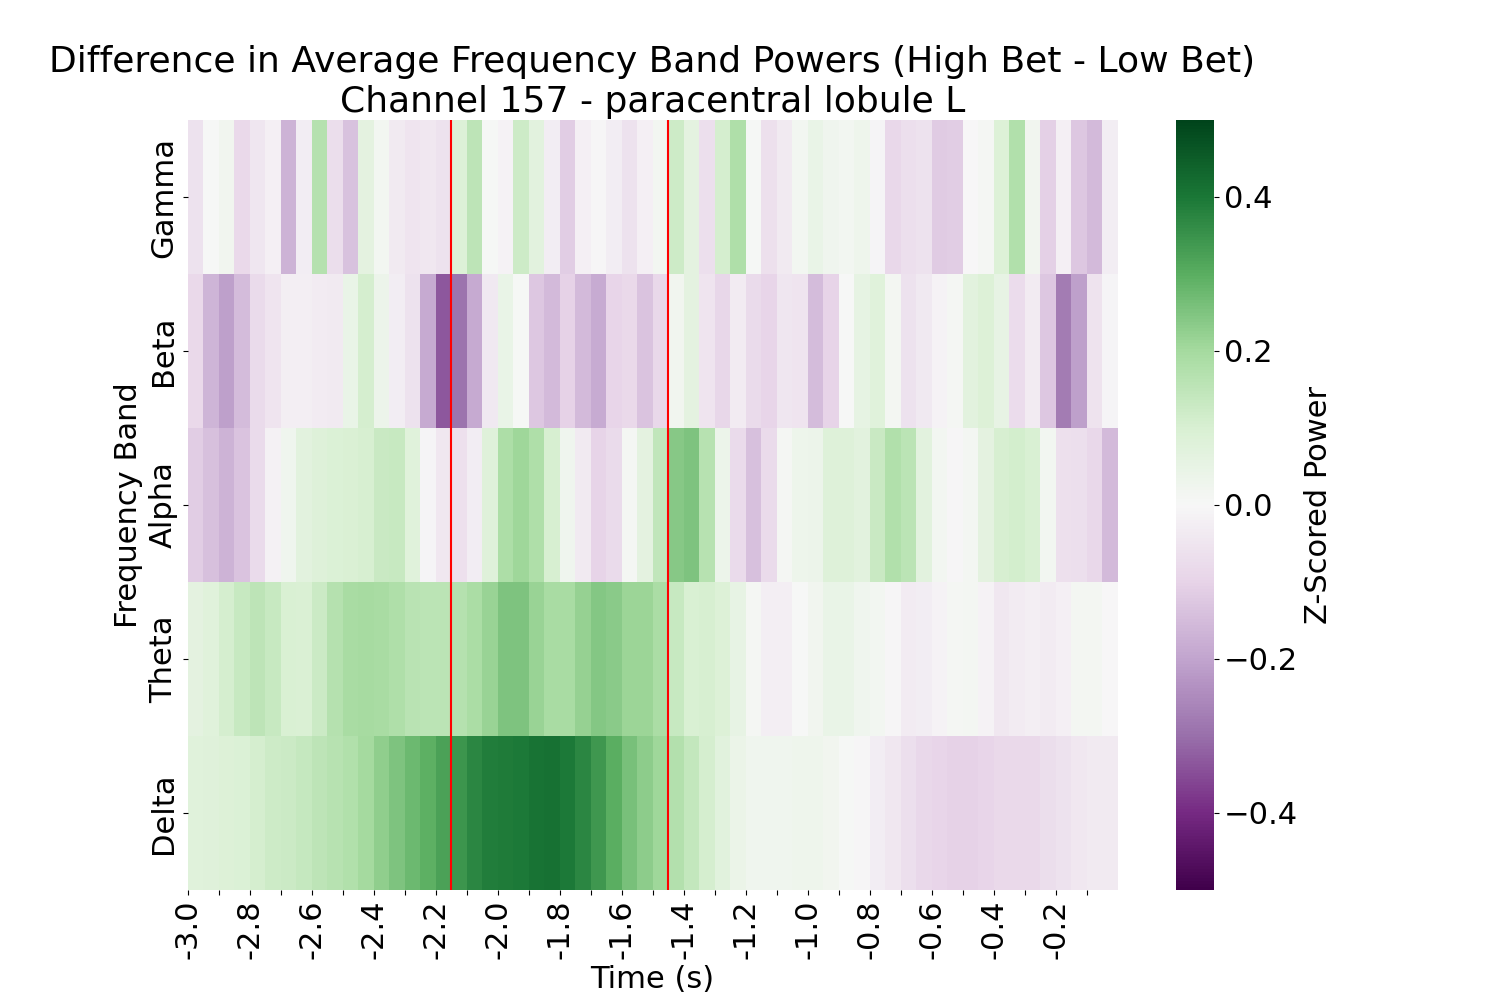 Difference in Average Frequency Band Powers (High Bet - Low Bet)
Channel 157 - paracentral lobule L
Frequency Band
Gamma
Beta
Alpha
Theta
Delta
-3.0
-2.8
-2.6
-2.4
-2.2
-2.0
-1.8
-1.6
-1.4
-1.2
-1.0
-0.8
-0.6
-0.4
-0.2
Time (s)
0.4
0.2
0.0
−0.2
−0.4
Z-Scored Power